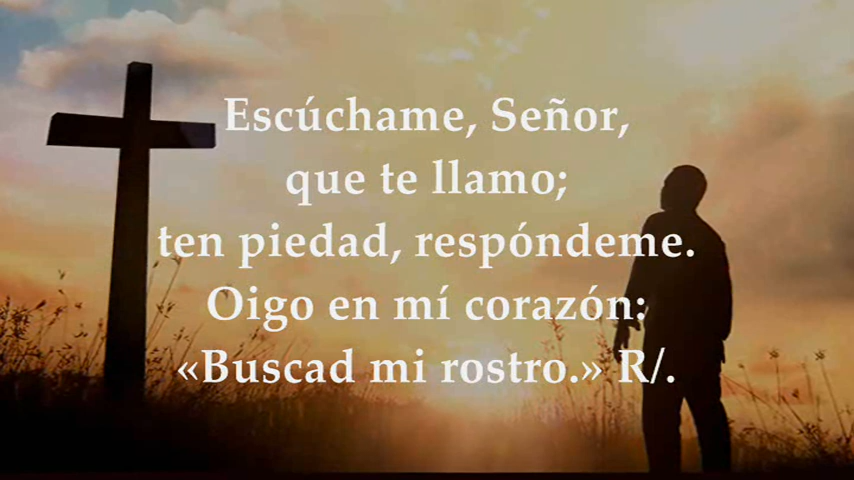 Escúchame, Señor,
que te llamo;
ten piedad, respóndeme.
Oigo en mí corazón:
«Buscad mi rostro.» R/.